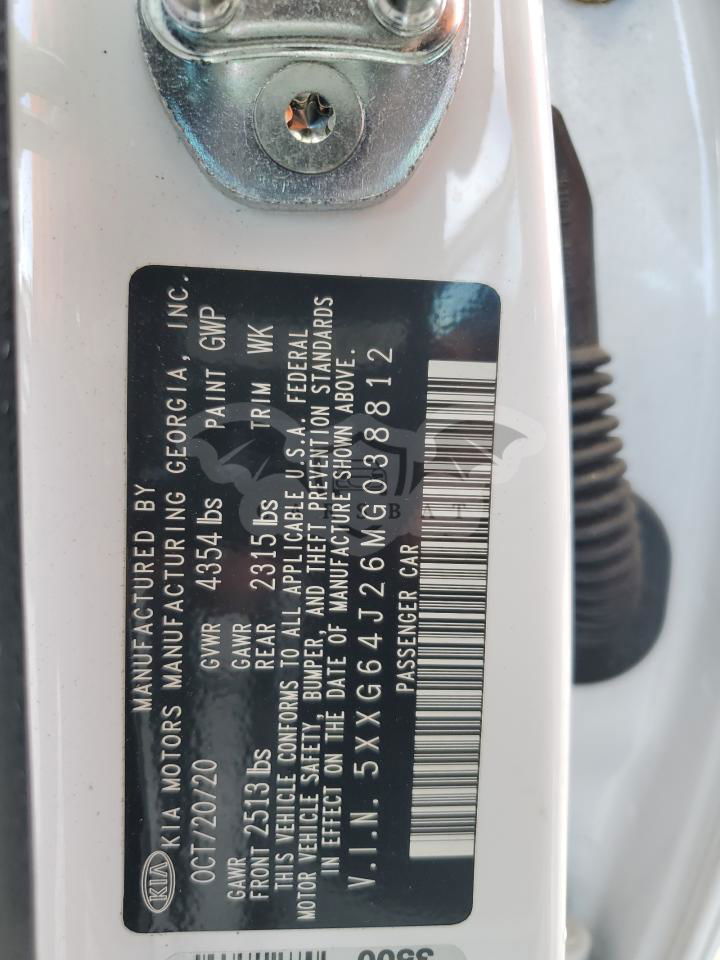 KIA
MANUFACTURED BY
KIA MOTORS MANUFACTURING GEORGIA, INC.
OCT/20/20 GVWR 4354 lbs PAINT GWP
GAWR FRONT 2513 lbs GAWR REAR 2315 lbs TRIM WK
THIS VEHICLE CONFORMS TO ALL APPLICABLE U.S.A. FEDERAL
MOTOR VEHICLE SAFETY, BUMPER, AND THEFT PREVENTION STANDARDS
IN EFFECT ON THE DATE OF MANUFACTURE SHOWN ABOVE.
V.I.N. 5XXG64J26MG038812
PASSENGER CAR